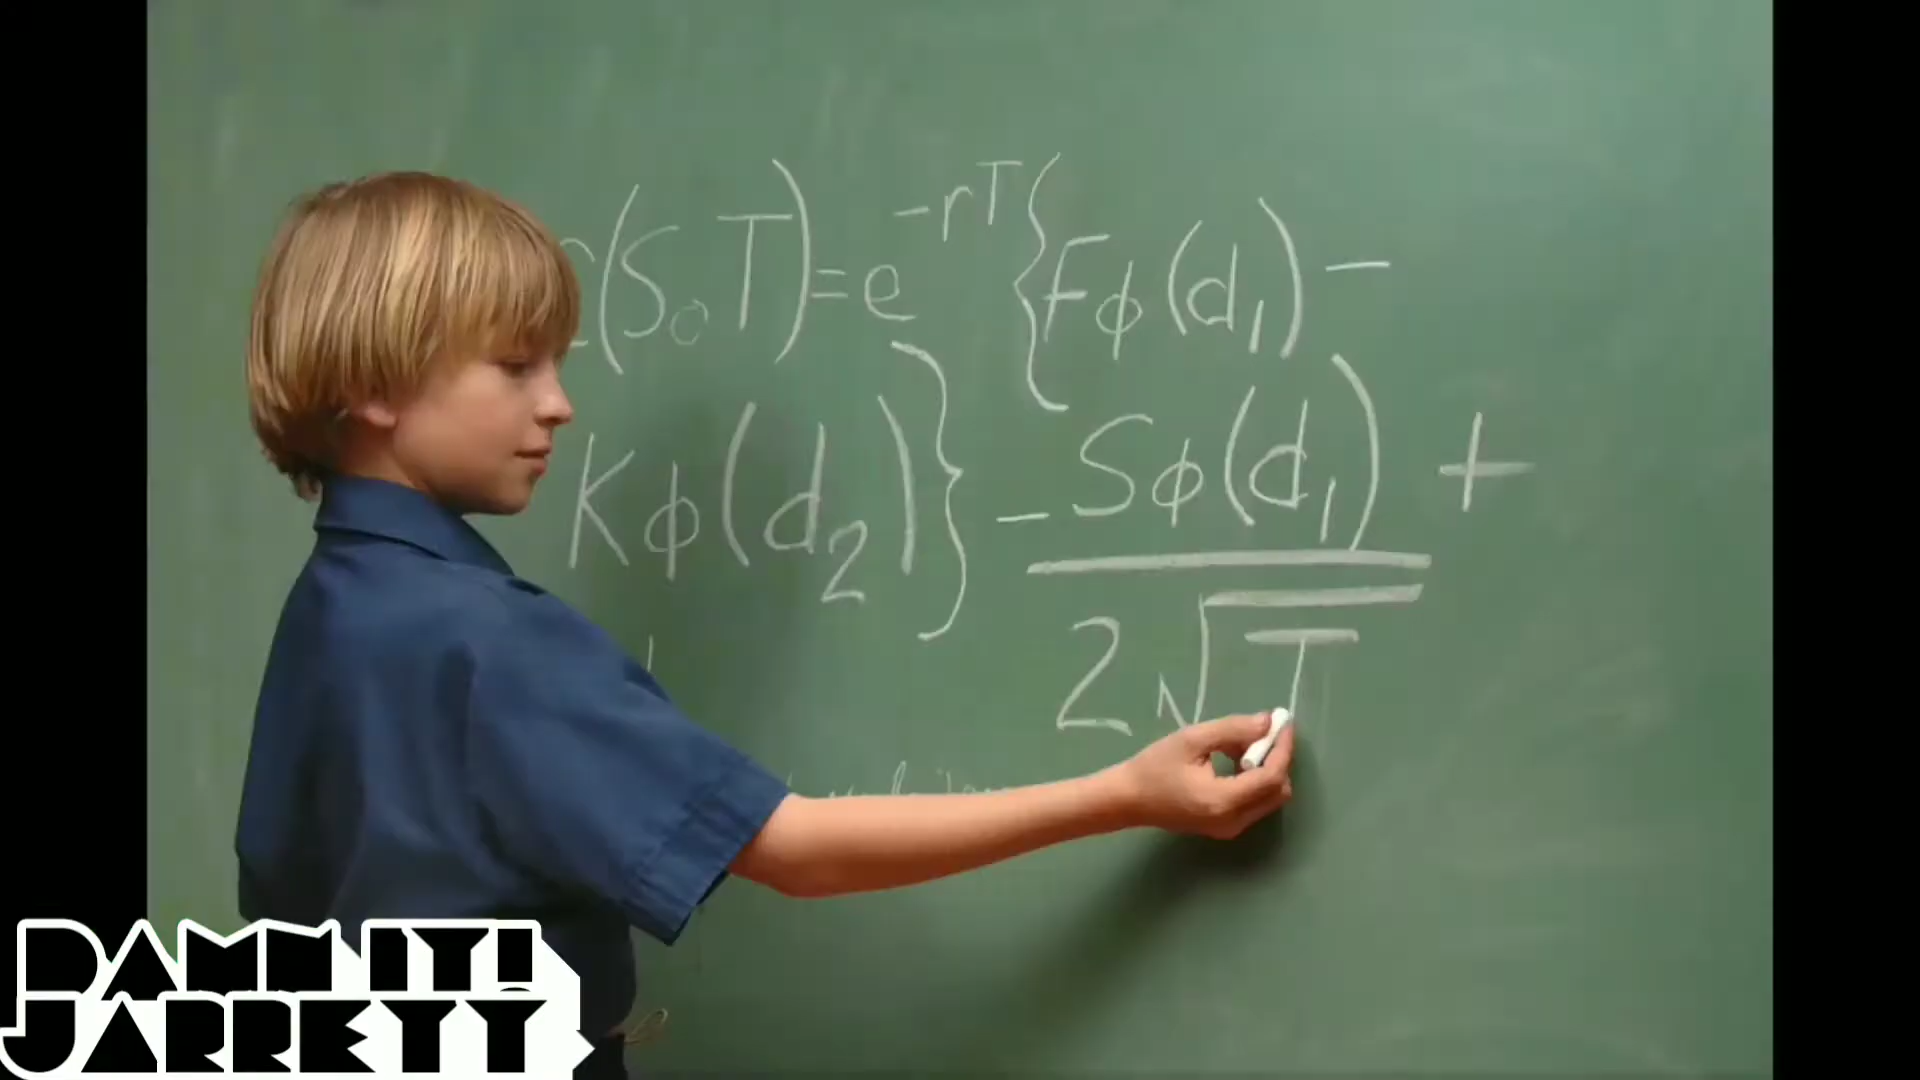 (S₀T)=e^-rT {Fφ(d₁)-
Kφ(d₂)} - Sφ(d₁) +
2√T
DAMN IT!
JARRETT